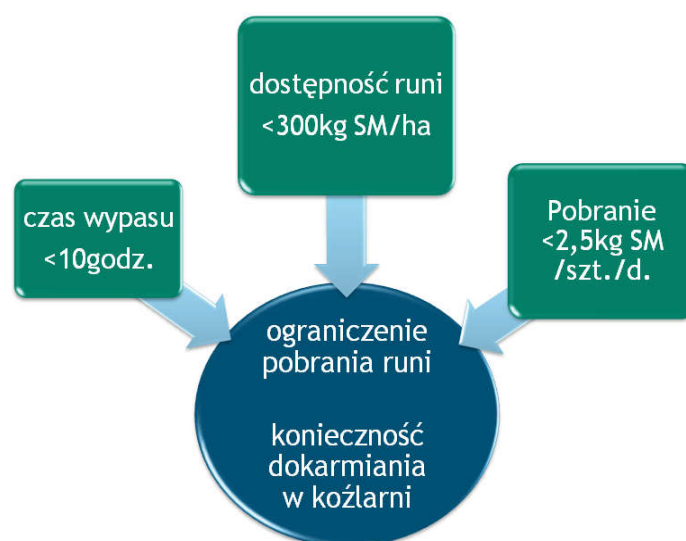 dostępność runi
<300kg SM/ha
czas wypasu
<10godz.
Pobranie
<2,5kg SM
/szt./d.
ograniczenie
pobrania runi
konieczność
dokarmiania
w koźlarni